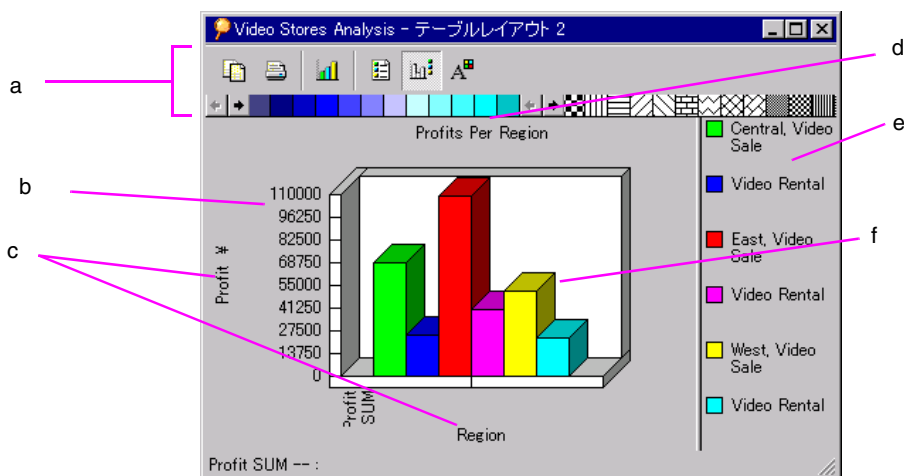 Video Stores Analysis - テーブルレイアウト 2
a
d
Profits Per Region
Central, Video
Sale
e
Video Rental
b
110000
96250
82500
68750
55000
41250
27500
13750
0
East, Video
Sale
f
c
Profit ¥
Video Rental
West, Video
Sale
Video Rental
Profit
SUM
Region
Profit SUM -- :